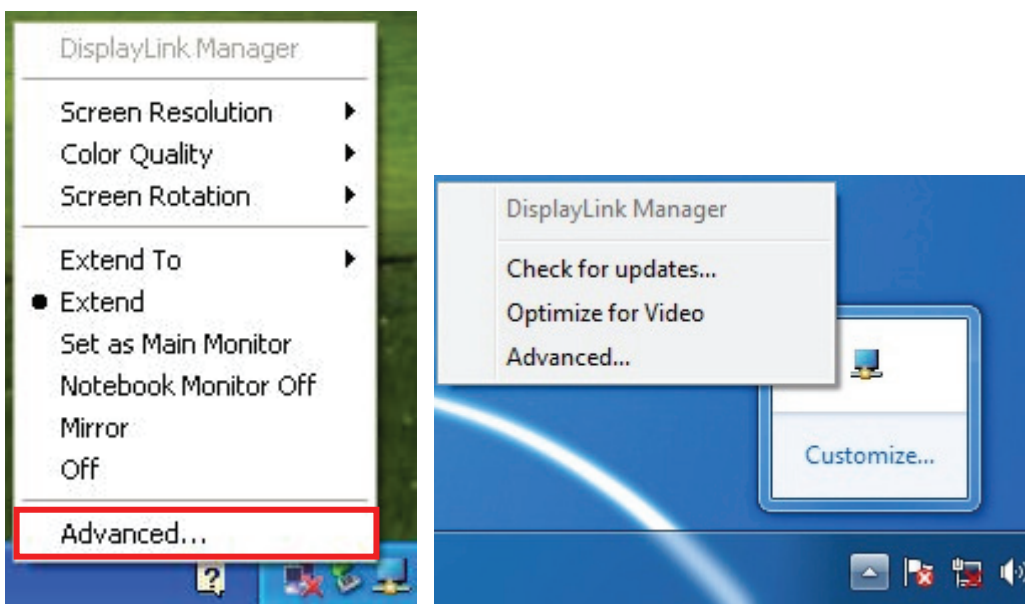 DisplayLink Manager
Screen Resolution
Color Quality
Screen Rotation
Extend To
Extend
Set as Main Monitor
Notebook Monitor Off
Mirror
Off
Advanced...
?
DisplayLink Manager
Check for updates...
Optimize for Video
Advanced...
Customize...